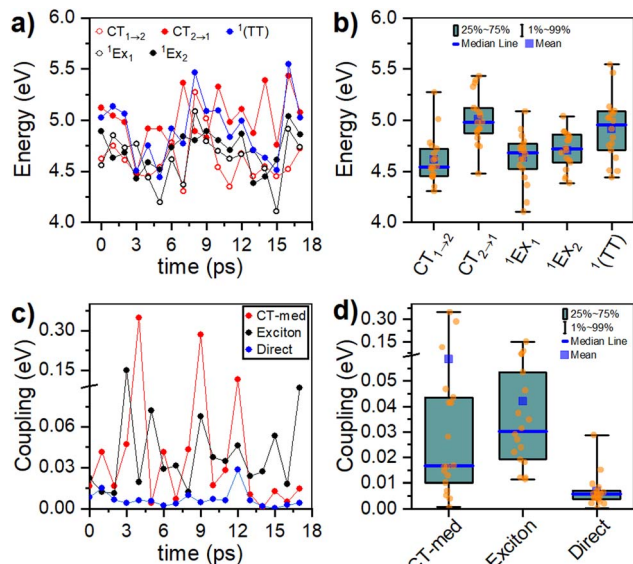 a)
CT1→2 CT2→1 1(TT)
1Ex1 1Ex2
Energy (eV)
6.0
5.5
5.0
4.5
4.0
0 3 6 9 12 15 18
time (ps)
b)
25%~75% 1%~99%
Median Line Mean
Energy (eV)
6.0
5.5
5.0
4.5
4.0
CT1→2 CT2→1 1Ex1 1Ex2 1(TT)
c)
CT-med
Exciton
Direct
Coupling (eV)
0.30
0.15
0.06
0.03
0.00
0 3 6 9 12 15 18
time (ps)
d)
25%~75%
1%~99%
Median Line
Mean
Coupling (eV)
0.30
0.15
0.05
0.04
0.03
0.02
0.01
0.00
CT-med Exciton Direct